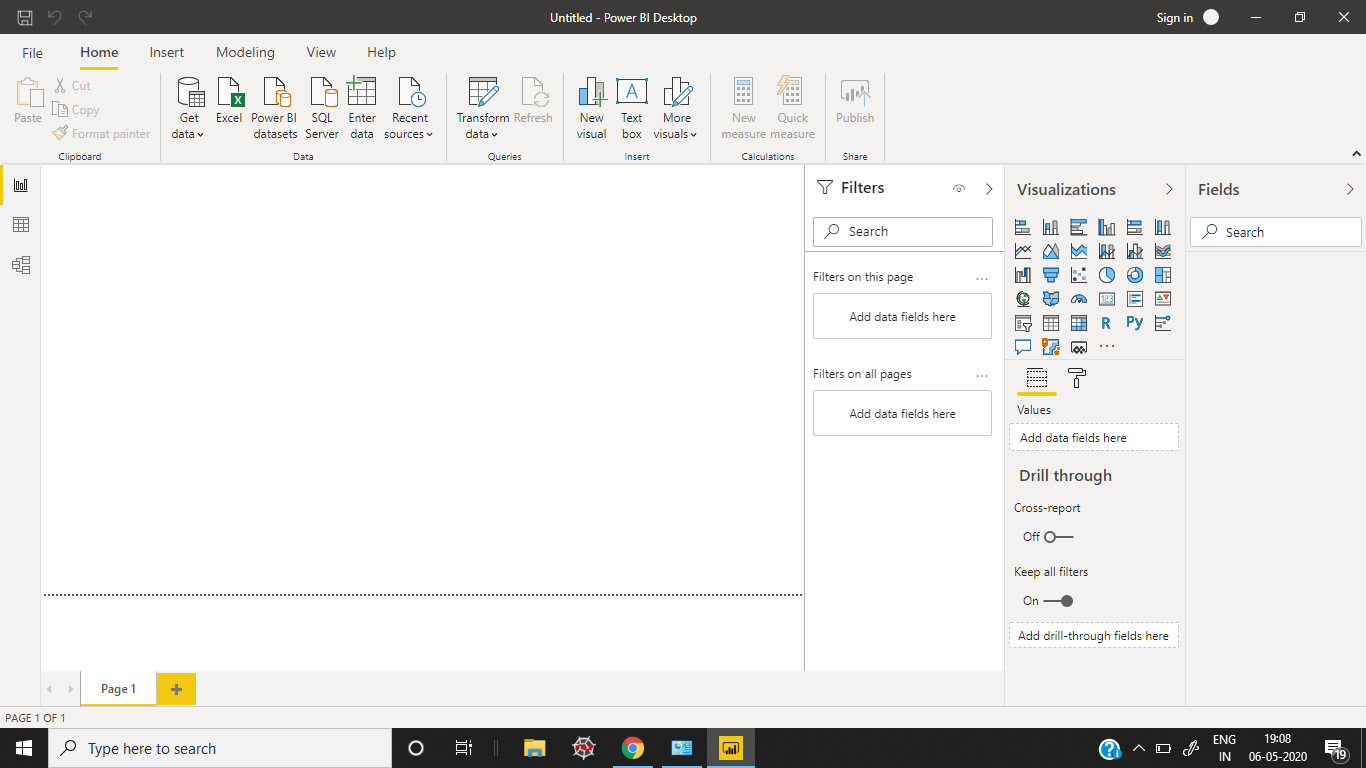 Untitled - Power BI Desktop
Sign in
File Home Insert Modeling View Help
Paste
Cut
Copy
Format painter
Clipboard
Get data
Excel
Power BI datasets
SQL Server
Enter data
Recent sources
Data
Transform data
Refresh
Queries
New visual
Text box
More visuals
Insert
New measure
Quick measure
Calculations
Publish
Share
Filters
Search
Filters on this page
Add data fields here
Filters on all pages
Add data fields here
Visualizations
123
R
Py
Values
Add data fields here
Drill through
Cross-report
Off
Keep all filters
On
Add drill-through fields here
Fields
Search
Page 1
PAGE 1 OF 1
Type here to search
ENG
IN
19:08
06-05-2020
19